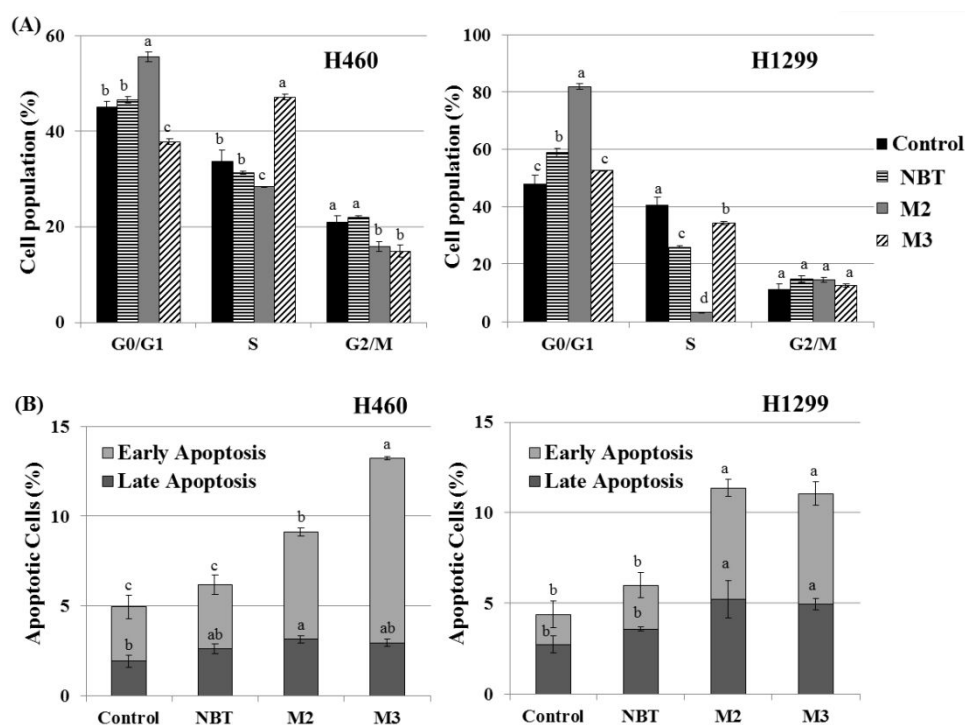 (A)
H460
Cell population (%)
60
40
20
0
b b a c
b b c a
a a b b
G0/G1 S G2/M
H1299
Cell population (%)
100
80
60
40
20
0
c b a c
a c d b
a a a a
G0/G1 S G2/M
Control
NBT
M2
M3
(B)
H460
Apoptotic Cells (%)
15
10
5
0
Early Apoptosis
Late Apoptosis
c c b a
b ab a ab
Control NBT M2 M3
H1299
Apoptotic Cells (%)
15
10
5
0
Early Apoptosis
Late Apoptosis
b b a a
b b a a
Control NBT M2 M3